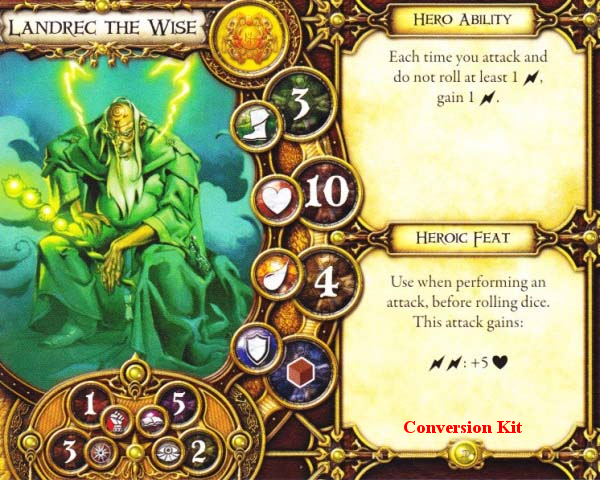 LANDREC THE WISE
3
10
4
1
5
3
2
HERO ABILITY
Each time you attack and
do not roll at least 1 ,
gain 1 .
HEROIC FEAT
Use when performing an
attack, before rolling dice.
This attack gains:
: +5
Conversion Kit